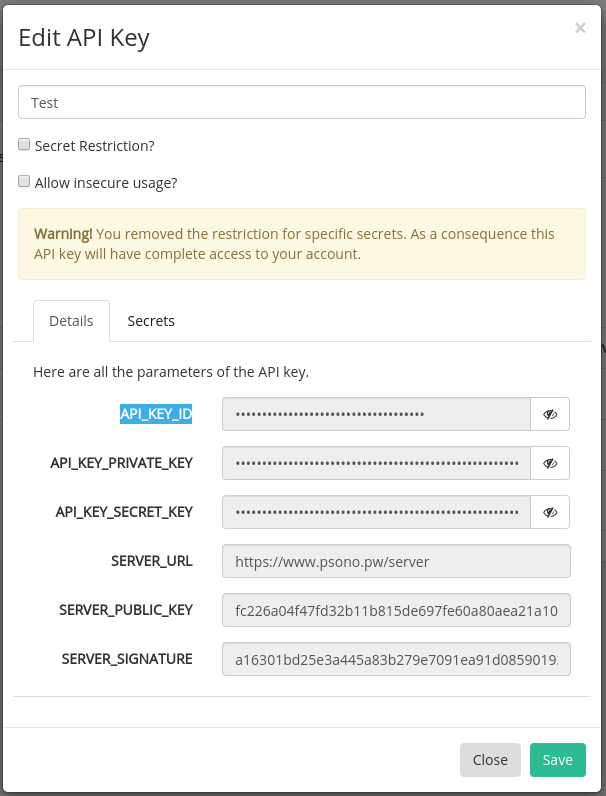 Edit API Key
×
Test
Secret Restriction?
Allow insecure usage?
Warning! You removed the restriction for specific secrets. As a consequence this
API key will have complete access to your account.
Details
Secrets
Here are all the parameters of the API key.
API_KEY_ID ••••••••••••••••••••••••••••••••••••
API_KEY_PRIVATE_KEY ••••••••••••••••••••••••••••••••••••••••••••••••••••••
API_KEY_SECRET_KEY ••••••••••••••••••••••••••••••••••••••••••••••••••••••
SERVER_URL https://www.psono.pw/server
SERVER_PUBLIC_KEY fc226a04f47fd32b11b815de697fe60a80aea21a10
SERVER_SIGNATURE a16301bd25e3a445a83b279e7091ea91d0859019
Close
Save